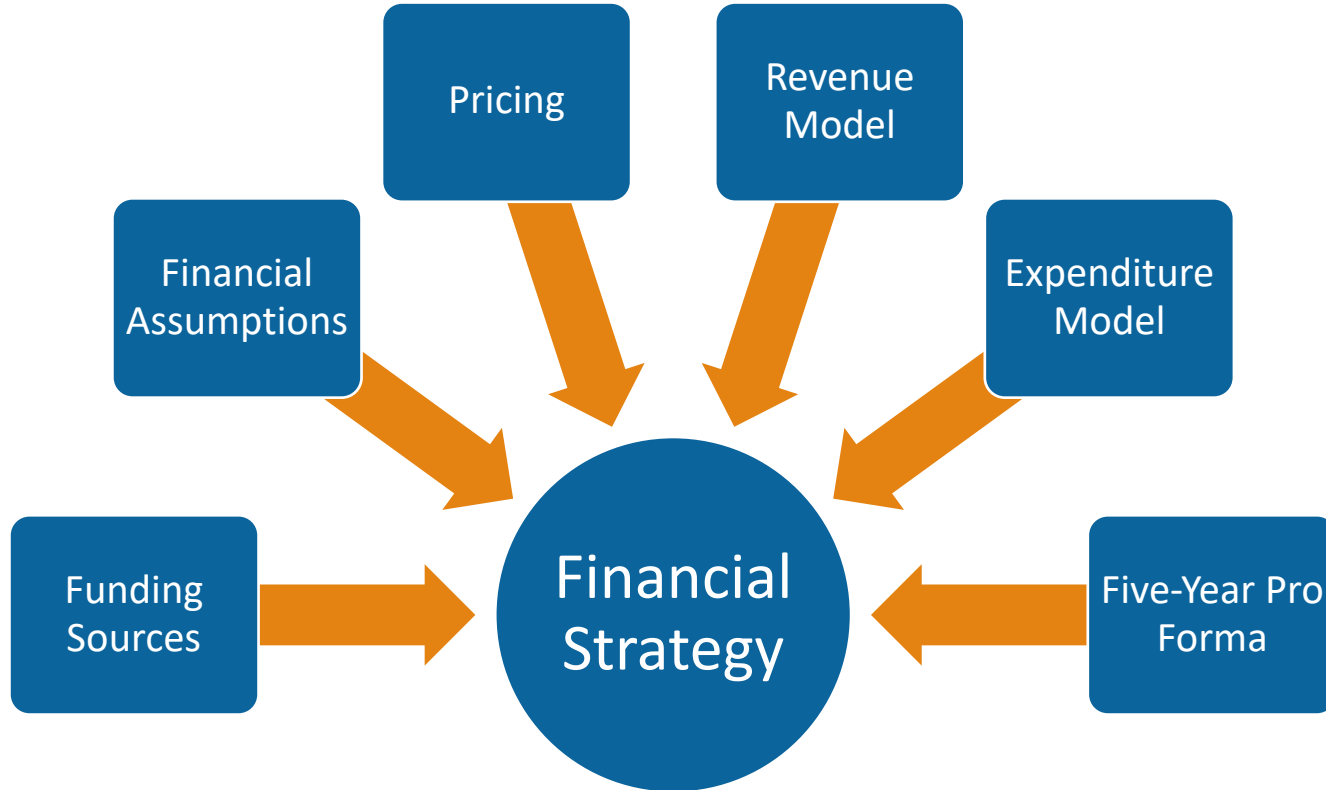 Pricing
Revenue
Model
Financial
Assumptions
Expenditure
Model
Funding
Sources
Financial
Strategy
Five-Year Pro
Forma